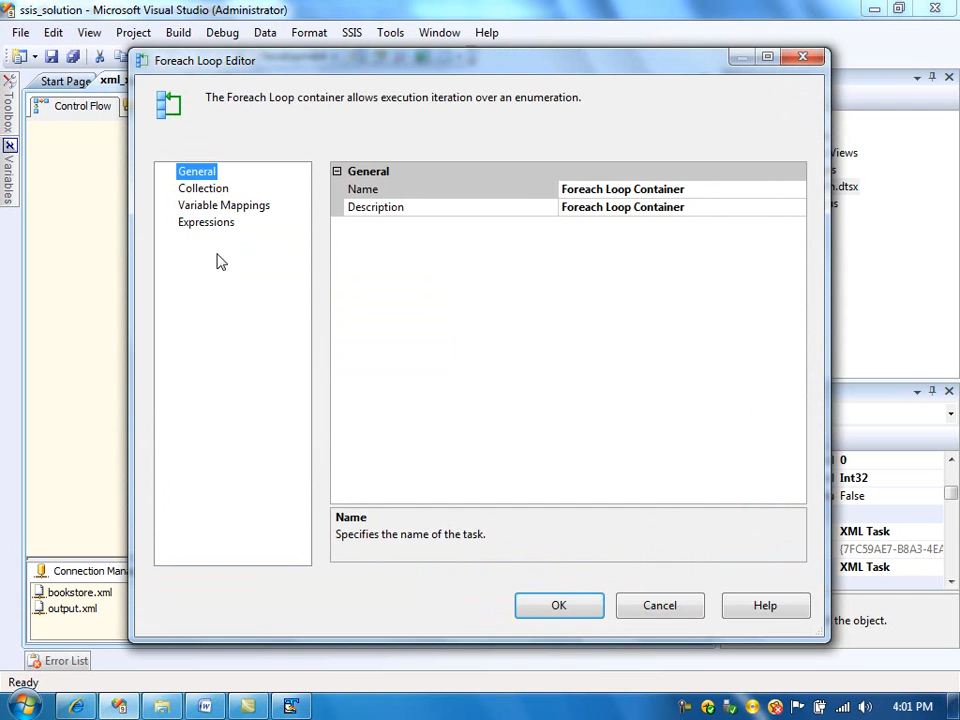 ssis_solution - Microsoft Visual Studio (Administrator)
File Edit View Project Build Debug Data Format SSIS Tools Window Help
Foreach Loop Editor
Start Page
The Foreach Loop container allows execution iteration over an enumeration.
Control Flow
Toolbox
Variables
General
Collection
Variable Mappings
Expressions
General
Name Foreach Loop Container
Description Foreach Loop Container
Name
Specifies the name of the task.
OK Cancel Help
Views
.dtsx
0
Int32
False
XML Task
{7FC59AE7-B8A3-4EA
XML Task
the object.
Connection Man
bookstore.xml
output.xml
Error List
Ready
4:01 PM